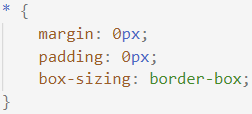 * {
    margin: 0px;
    padding: 0px;
    box-sizing: border-box;
}